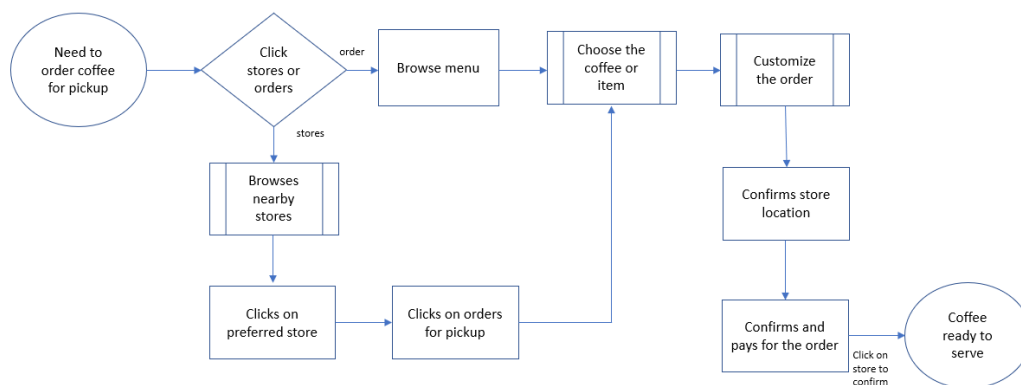 Need to
order coffee
for pickup
Click
stores or
orders
order
stores
Browse menu
Choose the
coffee or
item
Customize
the order
Browses
nearby
stores
Clicks on
preferred store
Clicks on orders
for pickup
Confirms store
location
Confirms and
pays for the order
Click on
store to
confirm
Coffee
ready to
serve